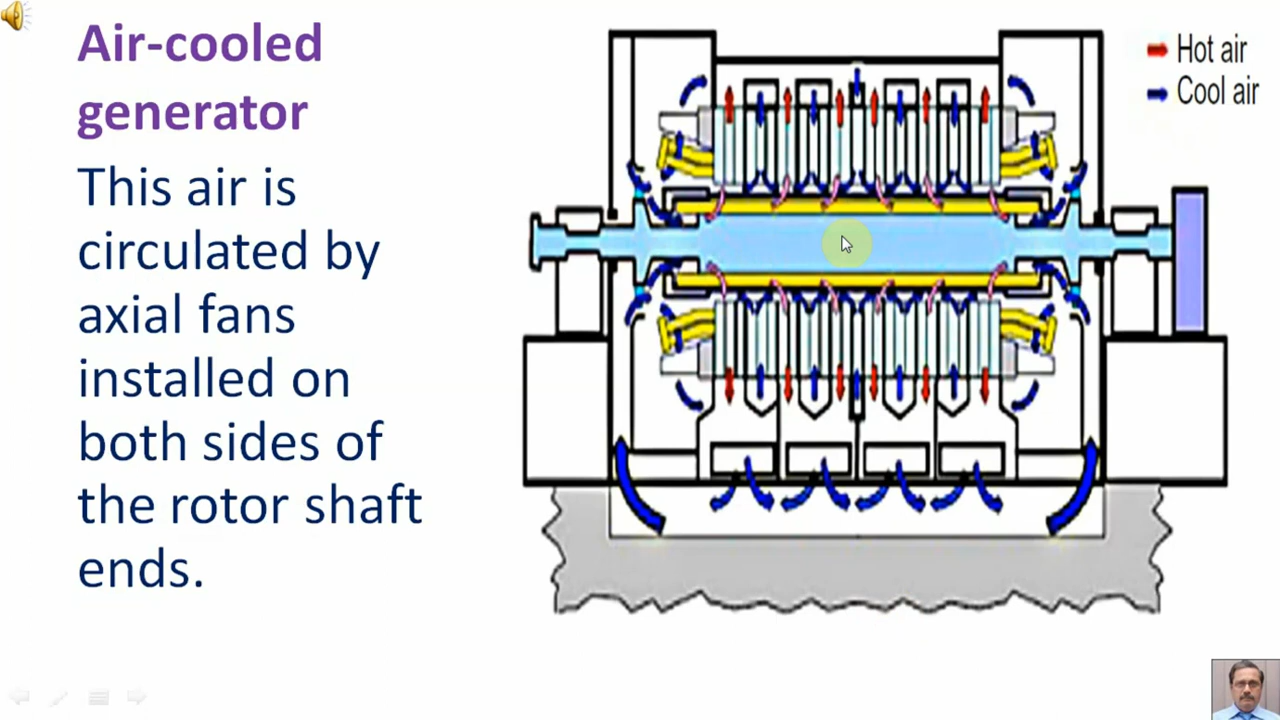 Air-cooled
generator
This air is
circulated by
axial fans
installed on
both sides of
the rotor shaft
ends.
Hot air
Cool air